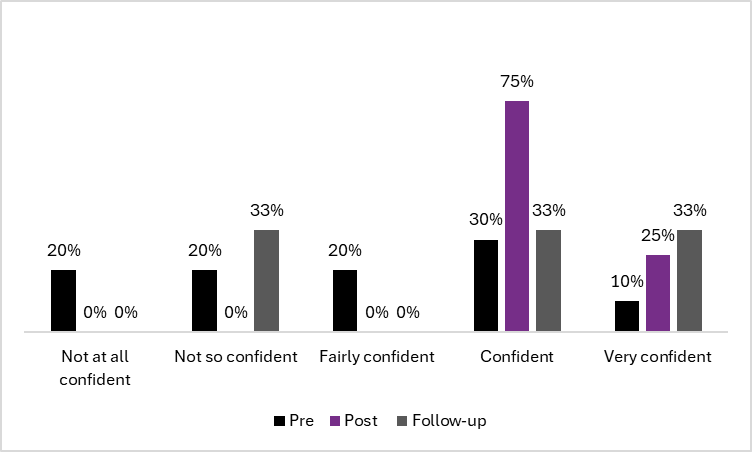 75%
33%
33%
30%
33%
25%
20%
20%
20%
10%
0% 0%
0%
0% 0%
Not at all
confident
Not so confident
Fairly confident
Confident
Very confident
Pre
Post
Follow-up